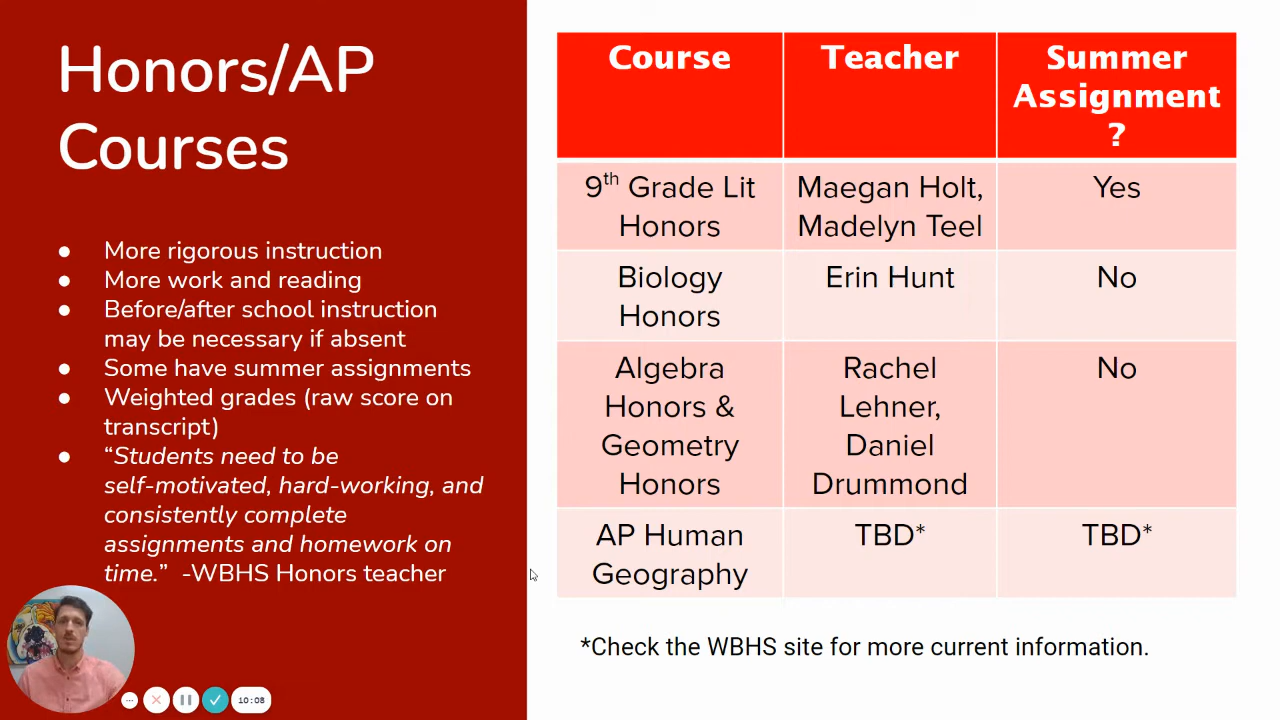 Honors/AP
Courses
● More rigorous instruction
● More work and reading
● Before/after school instruction
may be necessary if absent
● Some have summer assignments
● Weighted grades (raw score on
transcript)
● “Students need to be
self-motivated, hard-working, and
consistently complete
assignments and homework on
time.” -WBHS Honors teacher
Course Teacher Summer
Assignment
?
9th Grade Lit Maegan Holt, Yes
Honors Madelyn Teel
Biology Erin Hunt No
Honors
Algebra Rachel No
Honors & Lehner,
Geometry Daniel
Honors Drummond
AP Human TBD* TBD*
Geography
*Check the WBHS site for more current information.
10:08